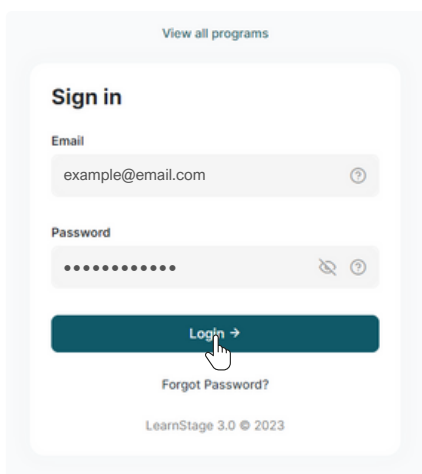 View all programs
Sign in
Email
example@email.com
Password
••••••••••••
Login →
Forgot Password?
LearnStage 3.0 © 2023